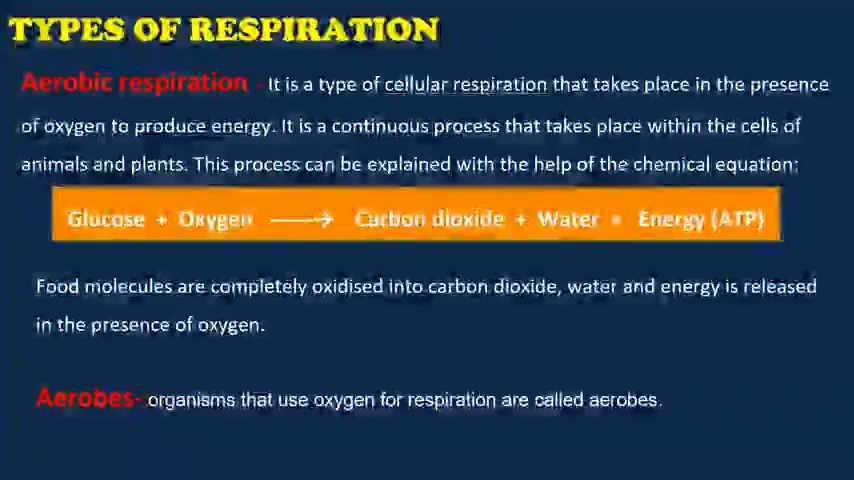 TYPES OF RESPIRATION
Aerobic respiration - It is a type of cellular respiration that takes place in the presence
of oxygen to produce energy. It is a continuous process that takes place within the cells of
animals and plants. This process can be explained with the help of the chemical equation:
Glucose + Oxygen ⟶ Carbon dioxide + Water + Energy (ATP)
Food molecules are completely oxidised into carbon dioxide, water and energy is released
in the presence of oxygen.
Aerobes- organisms that use oxygen for respiration are called aerobes.